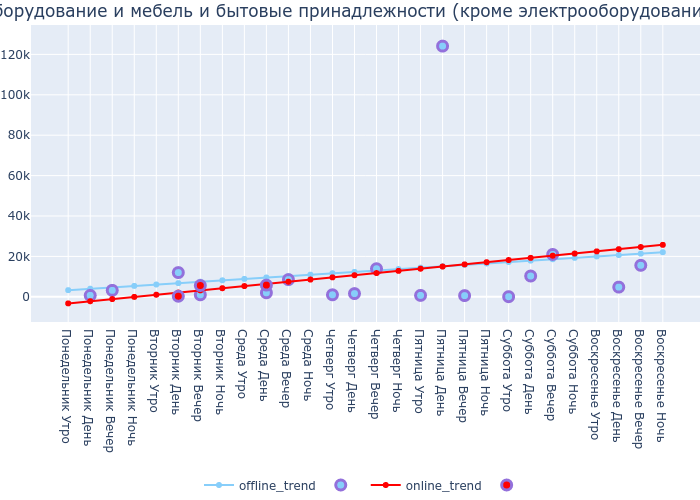 борудование и мебель и бытовые принадлежности (кроме электрооборудовани
120k
100k
80k
60k
40k
20k
0
Понедельник Утро
Понедельник День
Понедельник Вечер
Понедельник Ночь
Вторник Утро
Вторник День
Вторник Вечер
Вторник Ночь
Среда Утро
Среда День
Среда Вечер
Среда Ночь
Четверг Утро
Четверг День
Четверг Вечер
Четверг Ночь
Пятница Утро
Пятница День
Пятница Вечер
Пятница Ночь
Суббота Утро
Суббота День
Суббота Вечер
Суббота Ночь
Воскресенье Утро
Воскресенье День
Воскресенье Вечер
Воскресенье Ночь
offline_trend
online_trend